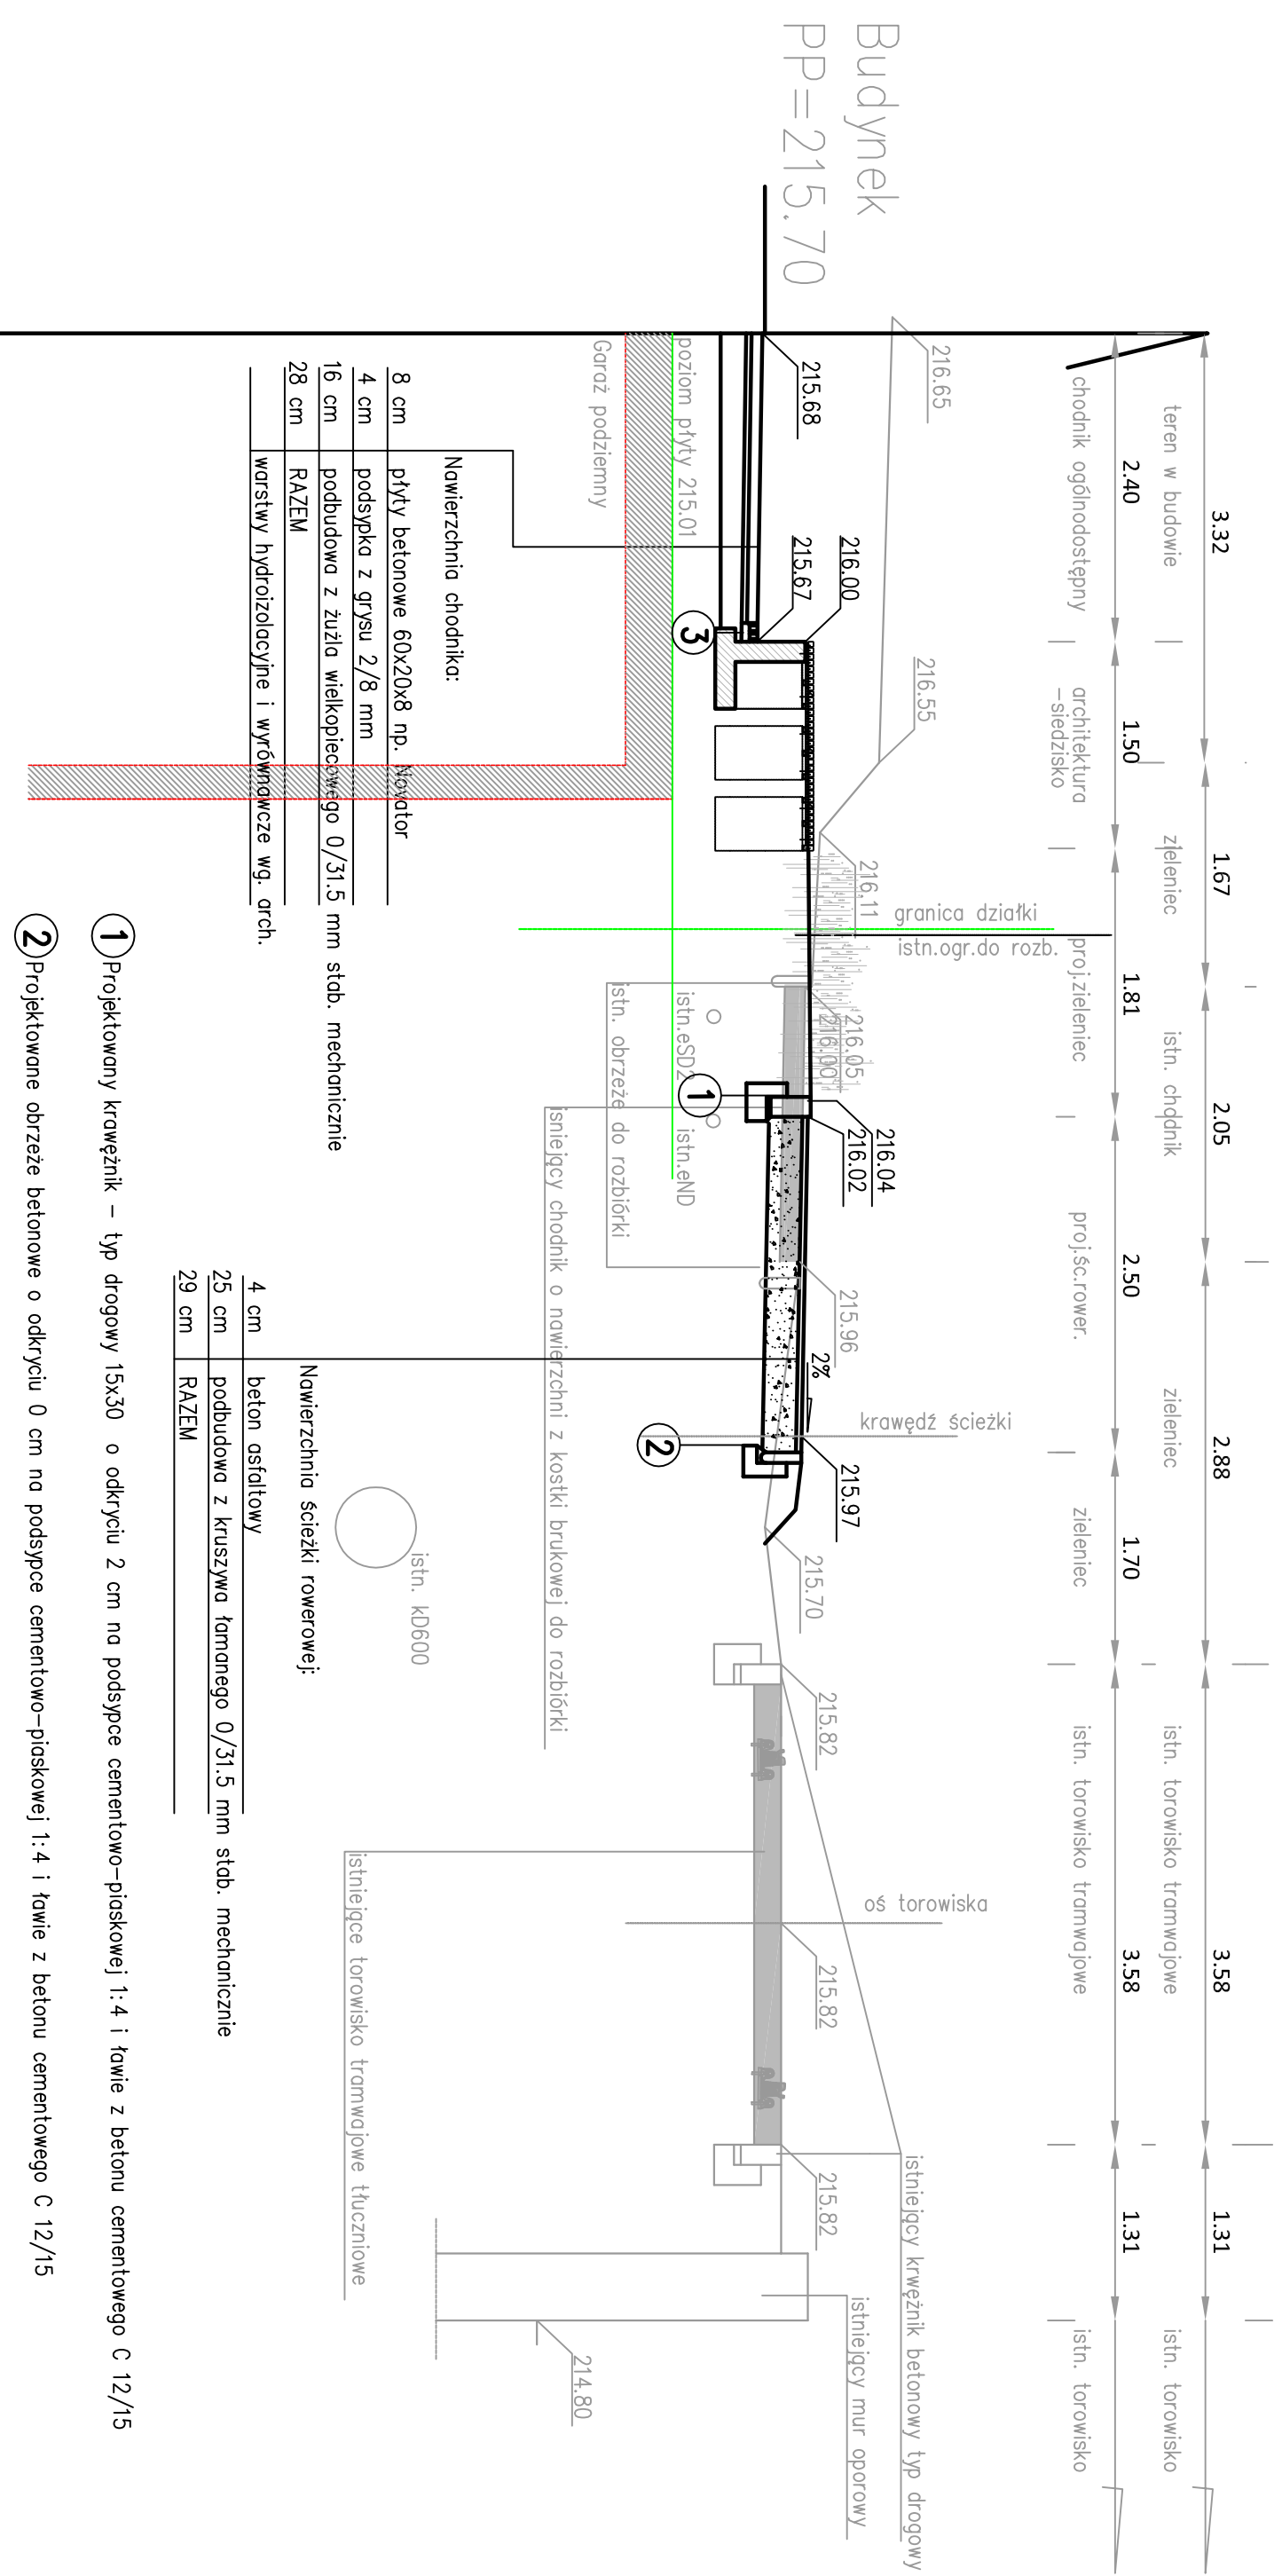 Budynek
PP=215.70
3.32
1.67
2.05
2.88
3.58
1.31
teren w budowie
zieleniec
istn. chodnik
zieleniec
istn. torowisko tramwajowe
istn. torowisko
2.40
1.50
1.81
2.50
1.70
3.58
1.31
chodnik ogólnodostępny
architektura
-siedzisko
proj.zieleniec
proj.śc.rower.
zieleniec
istn. torowisko tramwajowe
istn. torowisko
216.65
216.55
216.11
granica działki
istn.ogr.do rozb.
216.05
216.00
216.04
216.02
215.68
216.00
215.67
215.96
2%
krawędź ścieżki
215.97
215.70
215.82
oś torowiska
215.82
215.82
istniejący krwężnik betonowy typ drogowy
istniejący mur oporowy
214.80
poziom płyty 215.01
Garaż podziemny
3
istn.eSD2
istn.eND
1
2
istn. obrzeże do rozbiórki
isniejący chodnik o nawierzchni z kostki brukowej do rozbiórki
istn. kD600
istniejące torowisko tramwajowe tłuczniowe
Nawierzchnia chodnika:
8 cm płyty betonowe 60x20x8 np. Novator
4 cm podsypka z grysu 2/8 mm
16 cm podbudowa z żużla wielkopiecowego 0/31.5 mm stab. mechanicznie
28 cm RAZEM
warstwy hydroizolacyjne i wyrównawcze wg. arch.
Nawierzchnia ścieżki rowerowej:
4 cm beton asfaltowy
25 cm podbudowa z kruszywa łamanego 0/31.5 mm stab. mechanicznie
29 cm RAZEM
1 Projektowany krawężnik - typ drogowy 15x30 o odkryciu 2 cm na podsypce cementowo-piaskowej 1:4 i ławie z betonu cementowego C 12/15
2 Projektowane obrzeże betonowe o odkryciu 0 cm na podsypce cementowo-piaskowej 1:4 i ławie z betonu cementowego C 12/15